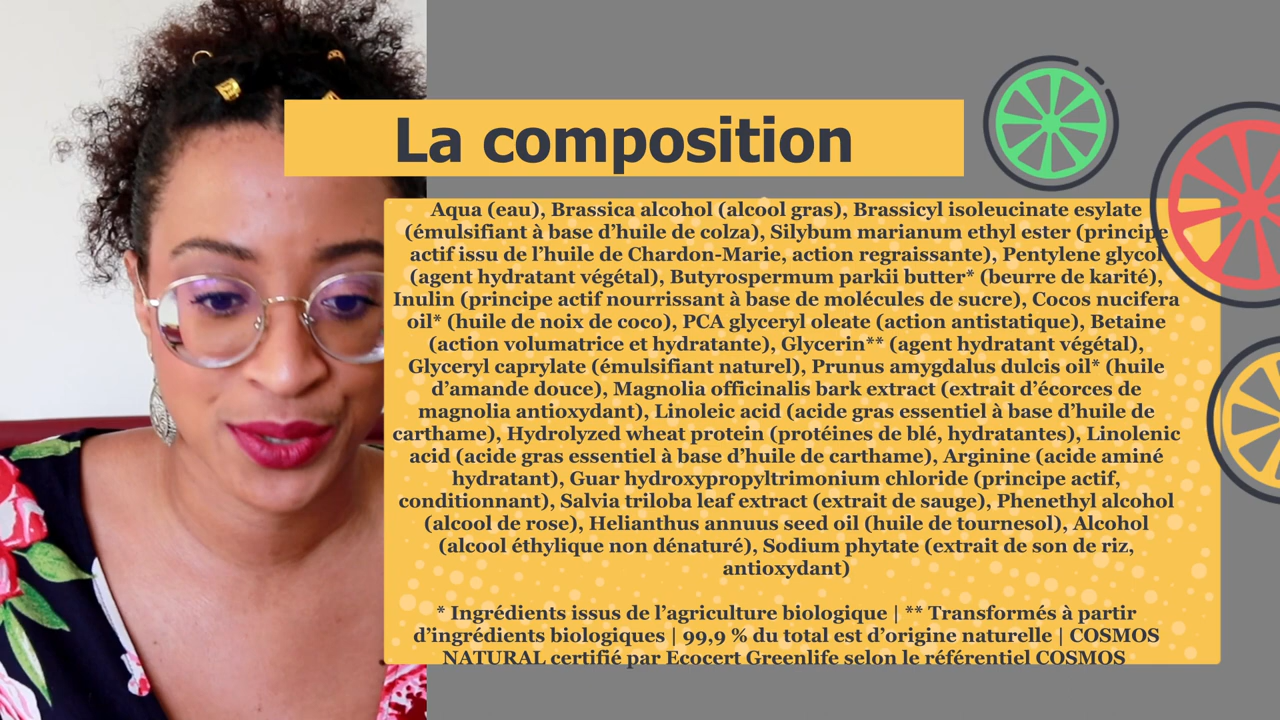 La composition
Aqua (eau), Brassica alcohol (alcool gras), Brassicyl isoleucinate esylate
(émulsifiant à base d'huile de colza), Silybum marianum ethyl ester (principe
actif issu de l'huile de Chardon-Marie, action regraissante), Pentylene glycol
(agent hydratant végétal), Butyrospermum parkii butter* (beurre de karité),
Inulin (principe actif nourrissant à base de molécules de sucre), Cocos nucifera
oil* (huile de noix de coco), PCA glyceryl oleate (action antistatique), Betaine
(action volumatrice et hydratante), Glycerin** (agent hydratant végétal),
Glyceryl caprylate (émulsifiant naturel), Prunus amygdalus dulcis oil* (huile
d'amande douce), Magnolia officinalis bark extract (extrait d'écorces de
magnolia antioxydant), Linoleic acid (acide gras essentiel à base d'huile de
carthame), Hydrolyzed wheat protein (protéines de blé, hydratantes), Linolenic
acid (acide gras essentiel à base d'huile de carthame), Arginine (acide aminé
hydratant), Guar hydroxypropyltrimonium chloride (principe actif,
conditionnant), Salvia triloba leaf extract (extrait de sauge), Phenethyl alcohol
(alcool de rose), Helianthus annuus seed oil (huile de tournesol), Alcohol
(alcool éthylique non dénaturé), Sodium phytate (extrait de son de riz,
antioxydant)
* Ingrédients issus de l'agriculture biologique | ** Transformés à partir
d'ingrédients biologiques | 99,9 % du total est d'origine naturelle | COSMOS
NATURAL certifié par Ecocert Greenlife selon le référentiel COSMOS